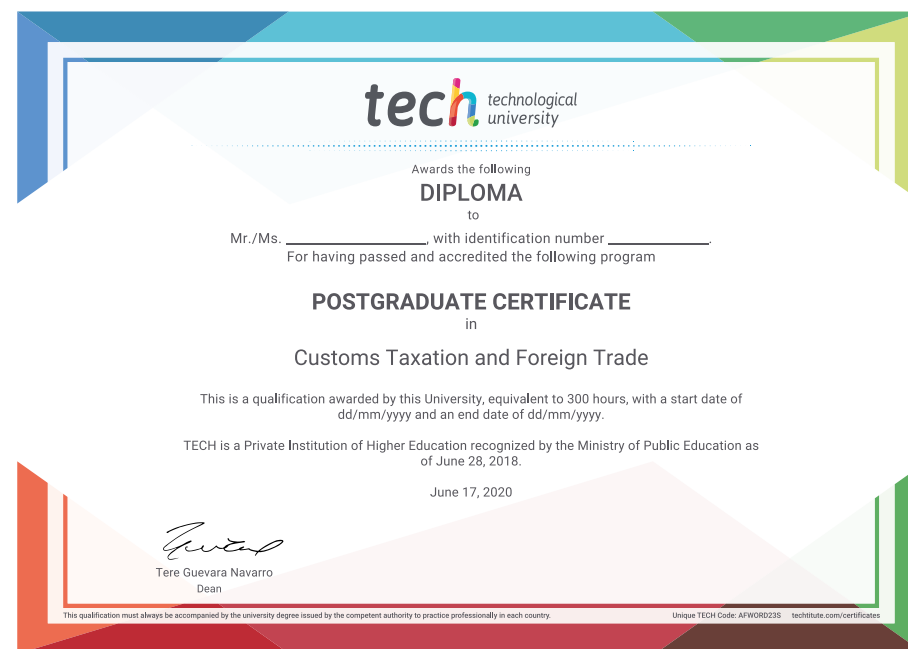 tech technological
university
Awards the following
DIPLOMA
to
Mr./Ms. ____________, with identification number ____________.
For having passed and accredited the following program
POSTGRADUATE CERTIFICATE
in
Customs Taxation and Foreign Trade
This is a qualification awarded by this University, equivalent to 300 hours, with a start date of
dd/mm/yyyy and an end date of dd/mm/yyyy.
TECH is a Private Institution of Higher Education recognized by the Ministry of Public Education as
of June 28, 2018.
June 17, 2020
Tere Guevara Navarro
Dean
This qualification must always be accompanied by the university degree issued by the competent authority to practice professionally in each country. Unique TECH Code: AFWORD23S techtitute.com/certificates